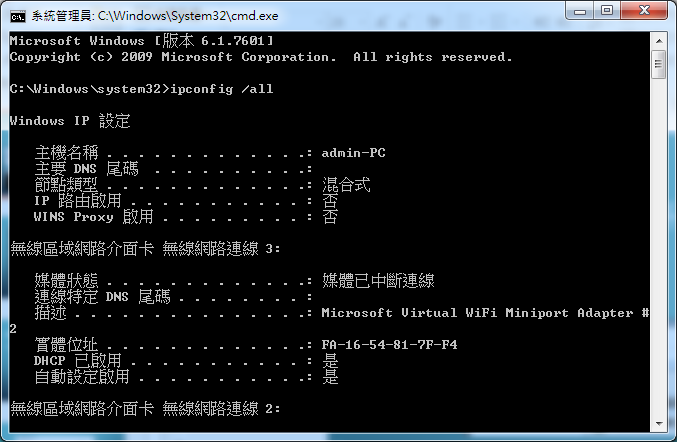 系統管理員: C:\Windows\System32\cmd.exe
Microsoft Windows [版本 6.1.7601]
Copyright (c) 2009 Microsoft Corporation.  All rights reserved.
C:\Windows\system32>ipconfig /all
Windows IP 設定
主機名稱 . . . . . . . . . . . . .: admin-PC
主要 DNS 尾碼  . . . . . . . . . .:
節點類型 . . . . . . . . . . . . .: 混合式
IP 路由啟用 . . . . . . . . . . . : 否
WINS Proxy 啟用 . . . . . . . . . : 否
無線區域網路介面卡 無線網路連線 3:
媒體狀態 . . . . . . . . . . . . .: 媒體已中斷連線
連線特定 DNS 尾碼 . . . . . . . . :
描述 . . . . . . . . . . . . . . .: Microsoft Virtual WiFi Miniport Adapter #
2
實體位址 . . . . . . . . . . . . .: FA-16-54-81-7F-F4
DHCP 已啟用 . . . . . . . . . . . : 是
自動設定啟用 . . . . . . . . . . .: 是
無線區域網路介面卡 無線網路連線 2: